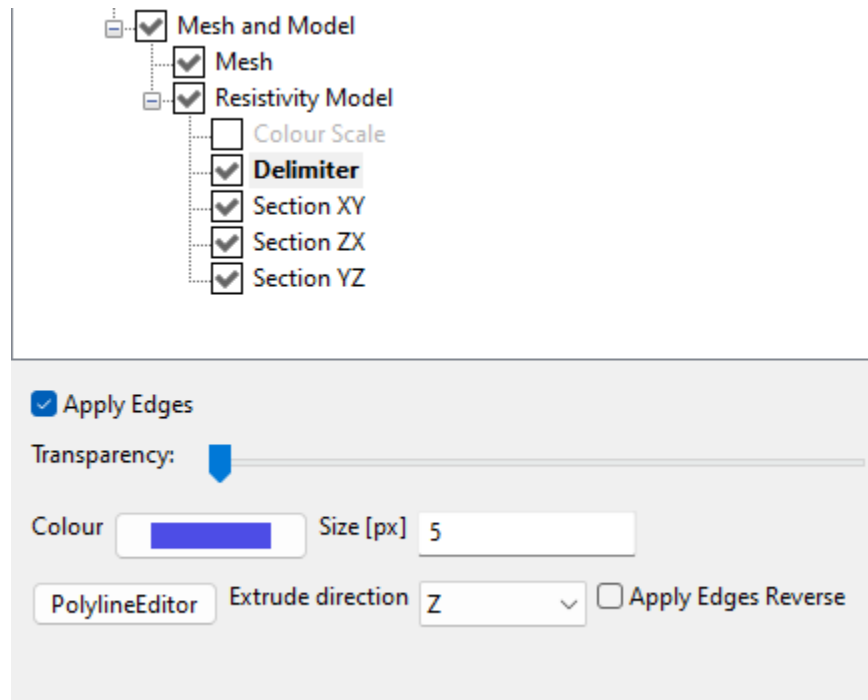 Mesh and Model
Mesh
Resistivity Model
Colour Scale
Delimiter
Section XY
Section ZX
Section YZ
Apply Edges
Transparency:
Colour Size [px] 5
PolylineEditor Extrude direction Z Apply Edges Reverse